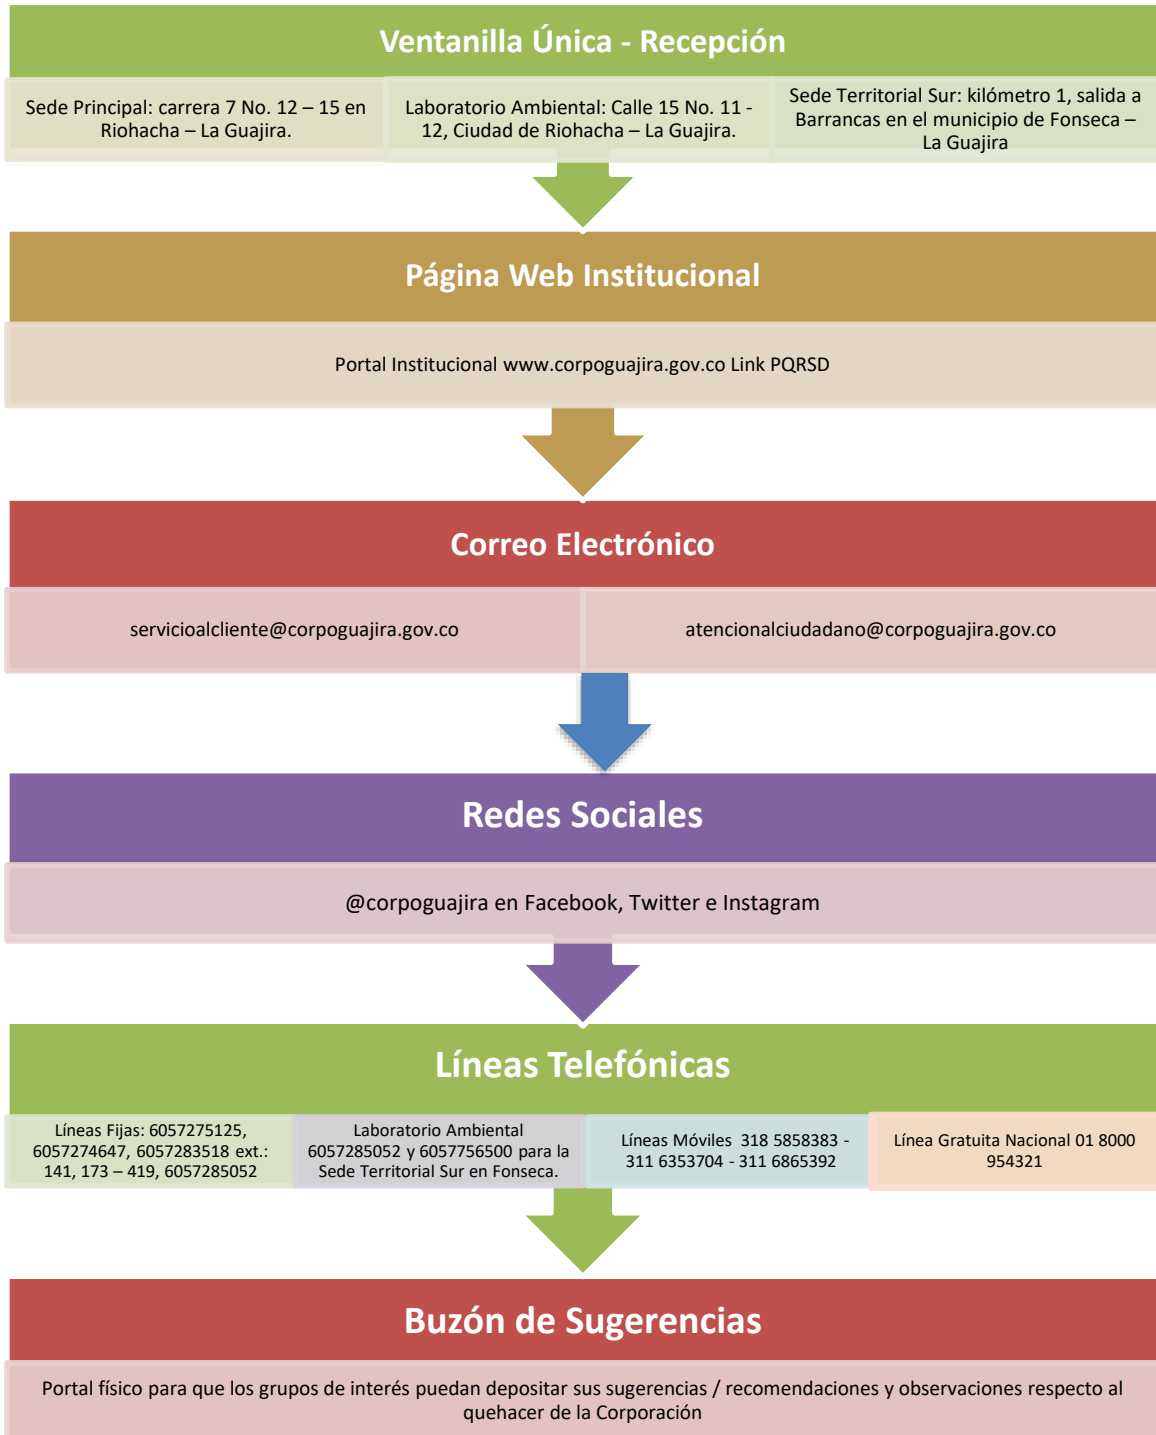 Ventanilla Única - Recepción
Sede Principal: carrera 7 No. 12 – 15 en
Riohacha – La Guajira.
Laboratorio Ambiental: Calle 15 No. 11 -
12, Ciudad de Riohacha – La Guajira.
Sede Territorial Sur: kilómetro 1, salida a
Barrancas en el municipio de Fonseca –
La Guajira
Página Web Institucional
Portal Institucional www.corpoguajira.gov.co Link PQRSD
Correo Electrónico
servicioalcliente@corpoguajira.gov.co
atencionalciudadano@corpoguajira.gov.co
Redes Sociales
@corpoguajira en Facebook, Twitter e Instagram
Líneas Telefónicas
Líneas Fijas: 6057275125,
6057274647, 6057283518 ext.:
141, 173 – 419, 6057285052
Laboratorio Ambiental
6057285052 y 6057756500 para la
Sede Territorial Sur en Fonseca.
Líneas Móviles  318 5858383 -
311 6353704 - 311 6865392
Línea Gratuita Nacional 01 8000
954321
Buzón de Sugerencias
Portal físico para que los grupos de interés puedan depositar sus sugerencias / recomendaciones y observaciones respecto al
quehacer de la Corporación